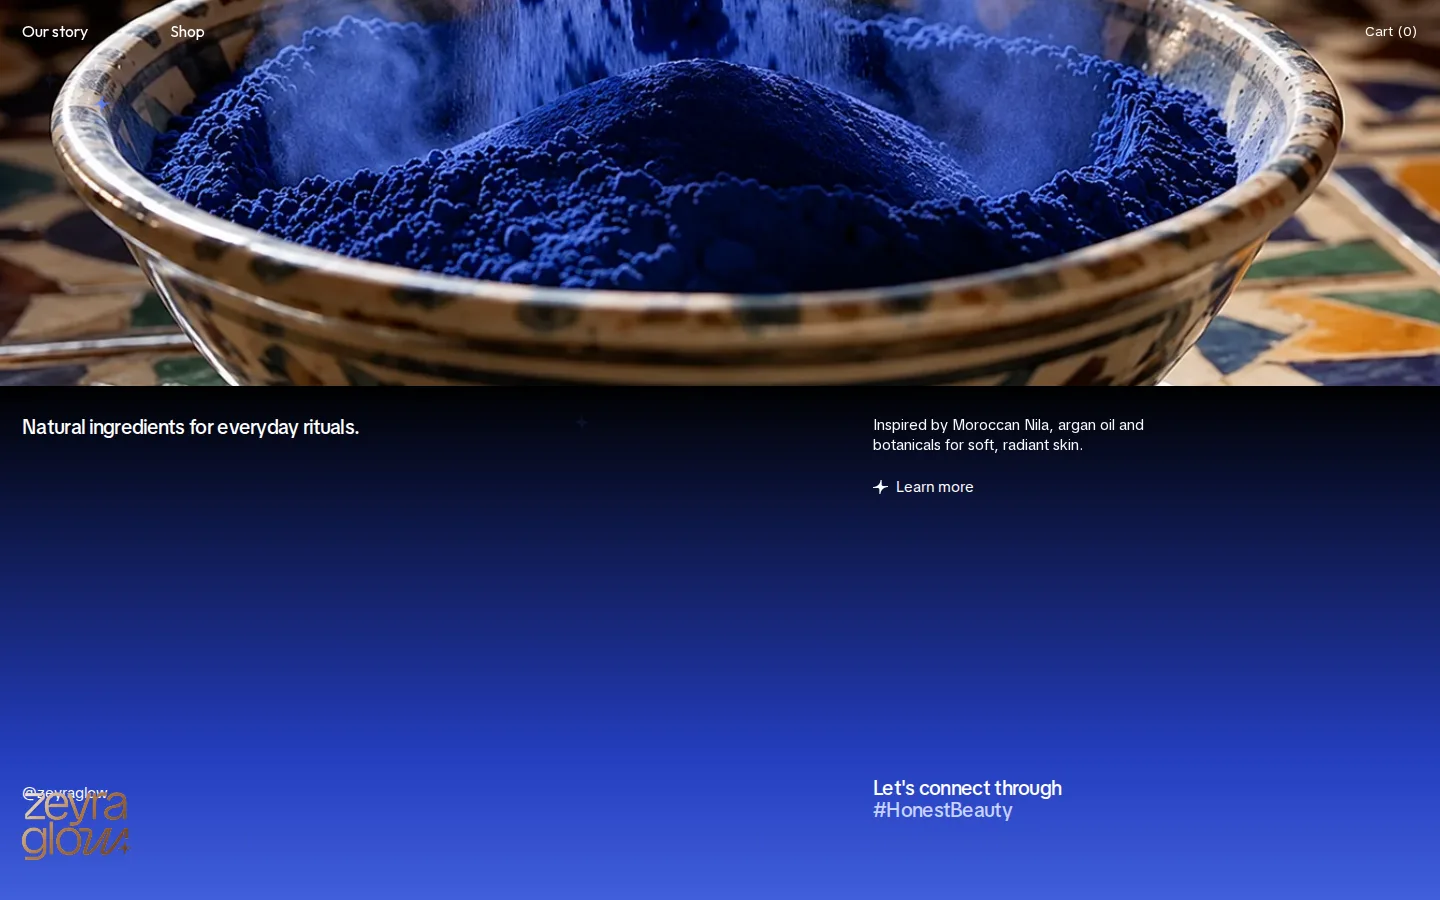 Our story
Shop
Cart (0)
Natural ingredients for everyday rituals.
Inspired by Moroccan Nila, argan oil and
botanicals for soft, radiant skin.
Learn more
@zeyraglow
zeyra
glow
Let's connect through
#HonestBeauty